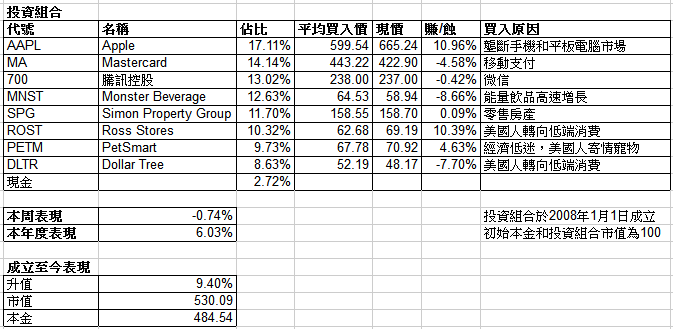 投資組合
代號 名稱 佔比 平均買入價 現價 賺/蝕 買入原因
AAPL Apple 17.11% 599.54 665.24 10.96% 壟斷手機和平板電腦市場
MA Mastercard 14.14% 443.22 422.90 -4.58% 移動支付
700 騰訊控股 13.02% 238.00 237.00 -0.42% 微信
MNST Monster Beverage 12.63% 64.53 58.94 -8.66% 能量飲品高速增長
SPG Simon Property Group 11.70% 158.55 158.70 0.09% 零售房產
ROST Ross Stores 10.32% 62.68 69.19 10.39% 美國人轉向低端消費
PETM PetSmart 9.73% 67.78 70.92 4.63% 經濟低迷，美國人寄情寵物
DLTR Dollar Tree 8.63% 52.19 48.17 -7.70% 美國人轉向低端消費
現金 2.72%
本周表現 -0.74% 投資組合於2008年1月1日成立
本年度表現 6.03% 初始本金和投資組合市值為100
成立至今表現
升值 9.40%
市值 530.09
本金 484.54